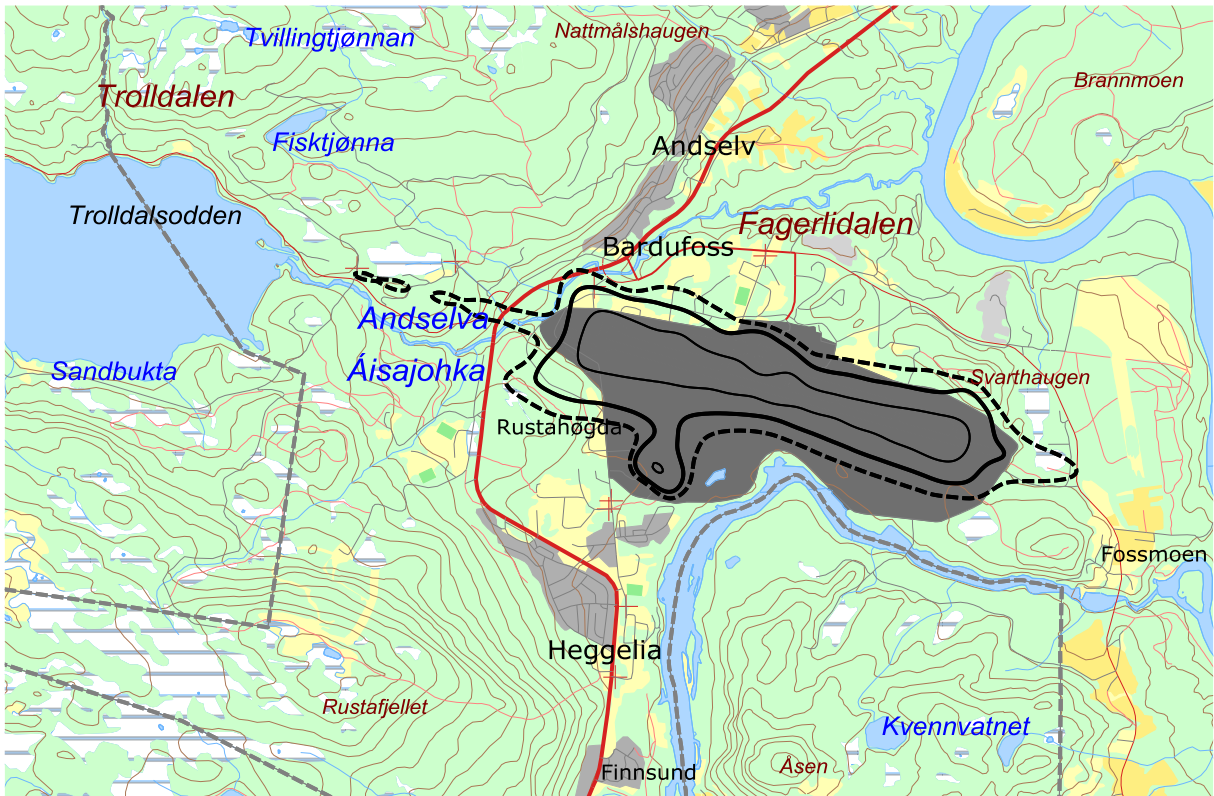 Nattmålshaugen
Tvillingtjønnan
Brannmoen
Trolldalen
Fisktjønna
Andselv
Trolldalsodden
Fagerlidalen
Bardufoss
Andselva
Áisajohka
Sandbukta
Svarthaugen
Rustahøgda
Fossmoen
Heggelia
Rustafjellet
Kvennvatnet
Åsen
Finnsund